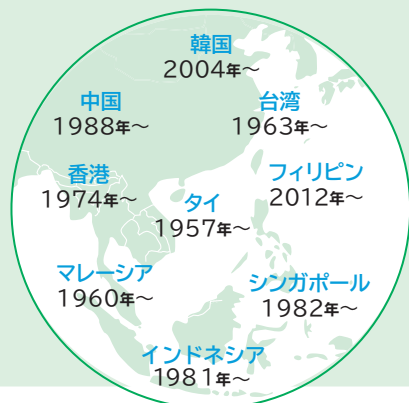 韓国
2004年～
中国
1988年～
台湾
1963年～
香港
1974年～
タイ
1957年～
フィリピン
2012年～
マレーシア
1960年～
シンガポール
1982年～
インドネシア
1981年～